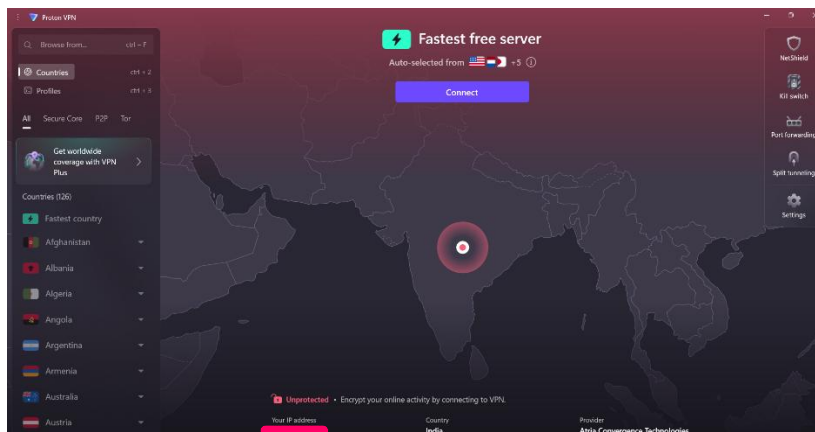 Proton VPN
Browse from... ctrl + F
Countries ctrl + 2
Profiles ctrl + 3
All Secure Core P2P Tor
Get worldwide
coverage with VPN
Plus
Countries (126)
Fastest country
Afghanistan
Albania
Algeria
Angola
Argentina
Armenia
Australia
Austria
Fastest free server
Auto-selected from +5
Connect
Unprotected • Encrypt your online activity by connecting to VPN.
Your IP address
Country
India
Provider
Atria Convergence Technologies
NetShield
Kill switch
Port forwarding
Split tunneling
Settings